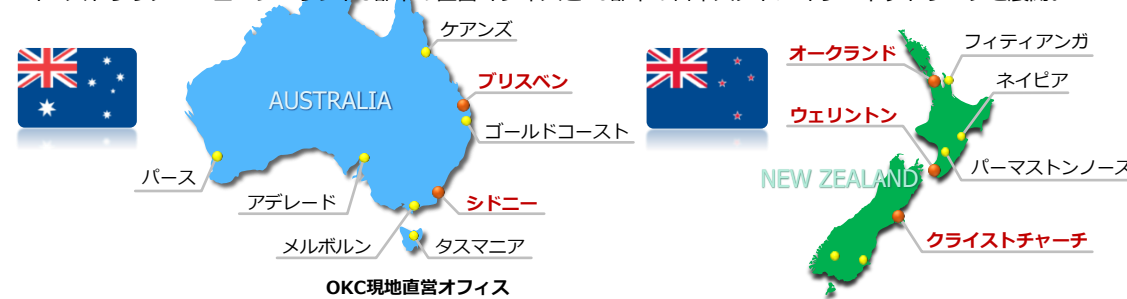 ケアンズ
ブリスベン
AUSTRALIA
ゴールドコースト
パース
アデレード
シドニー
メルボルン
タスマニア
OKC現地直営オフィス
オークランド
フィティアンガ
ネイピア
ウェリントン
パーマストンノース
NEW ZEALAND
クライストチャーチ